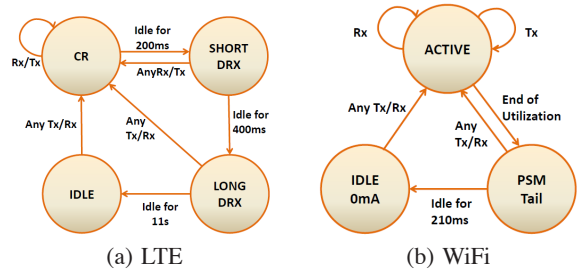 Rx/Tx
CR
Idle for
200ms
AnyRx/Tx
SHORT
DRX
Any Tx/Rx
Any
Tx/Rx
Idle for
400ms
IDLE
Idle for
11s
LONG
DRX
(a) LTE
Rx
ACTIVE
Tx
Any Tx/Rx
Any
Tx/Rx
End of
Utilization
IDLE
0mA
Idle for
210ms
PSM
Tail
(b) WiFi